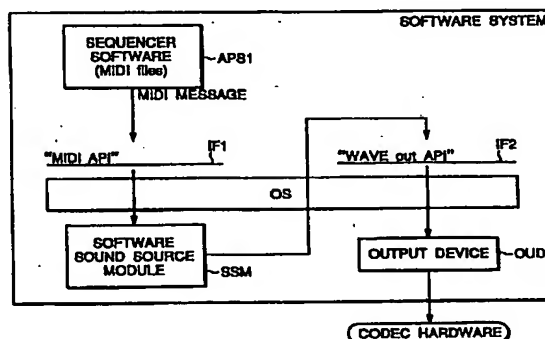 SOFTWARE SYSTEM
SEQUENCER
SOFTWARE
(MIDI files)
APS1
MIDI MESSAGE
"MIDI API"
IF1
"WAVE out API"
IF2
OS
SOFTWARE
SOUND SOURCE
MODULE
SSM
OUTPUT DEVICE
OUD
CODEC HARDWARE